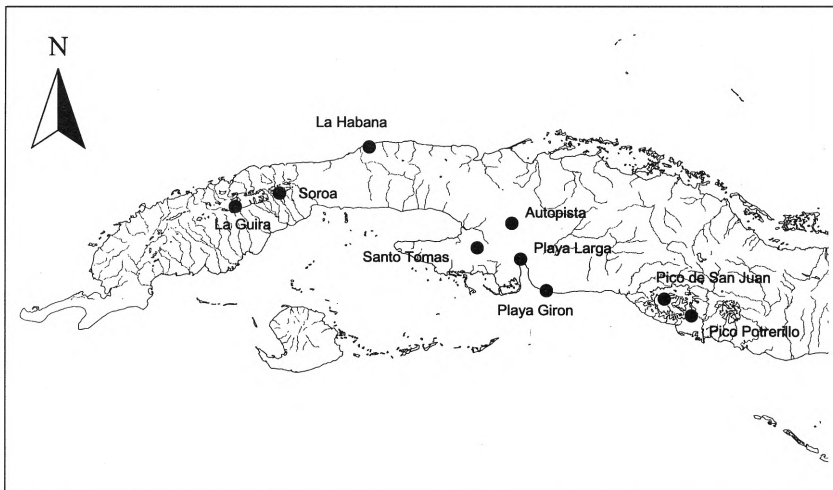 N
La Habana
Soroa
La Guira
Autopista
Santo Tomas
Playa Larga
Pico de San Juan
Playa Giron
Pico Potrerillo